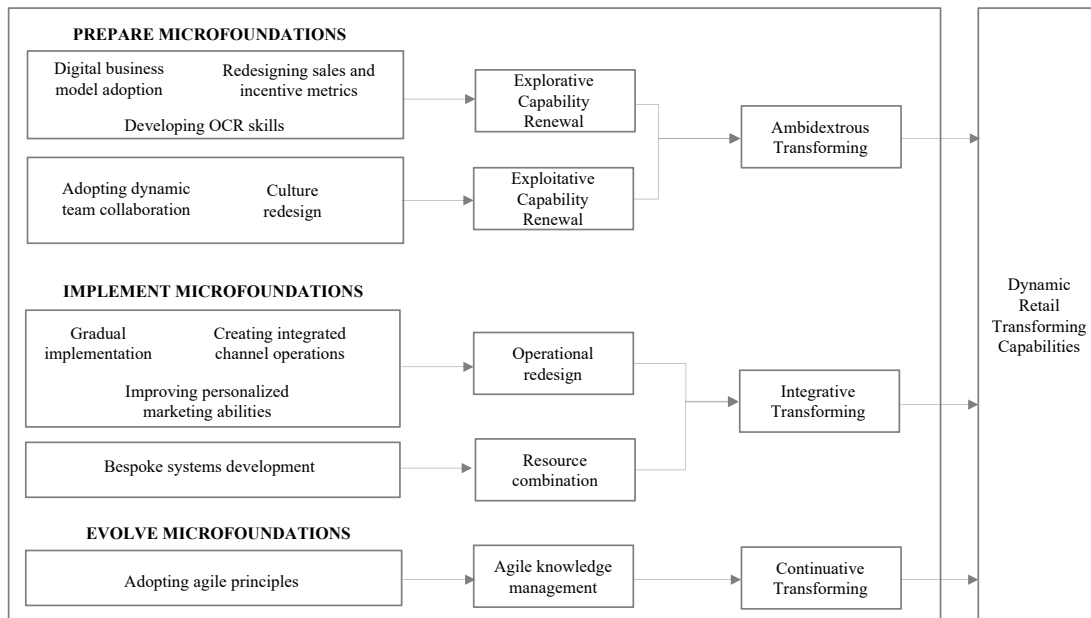 PREPARE MICROFOUNDATIONS
Digital business
model adoption
Redesigning sales and
incentive metrics
Developing OCR skills
Explorative
Capability
Renewal
Adopting dynamic
team collaboration
Culture
redesign
Exploitative
Capability
Renewal
Ambidextrous
Transforming
IMPLEMENT MICROFOUNDATIONS
Gradual
implementation
Creating integrated
channel operations
Improving personalized
marketing abilities
Operational
redesign
Bespoke systems development
Resource
combination
Integrative
Transforming
EVOLVE MICROFOUNDATIONS
Adopting agile principles
Agile knowledge
management
Continuative
Transforming
Dynamic
Retail
Transforming
Capabilities